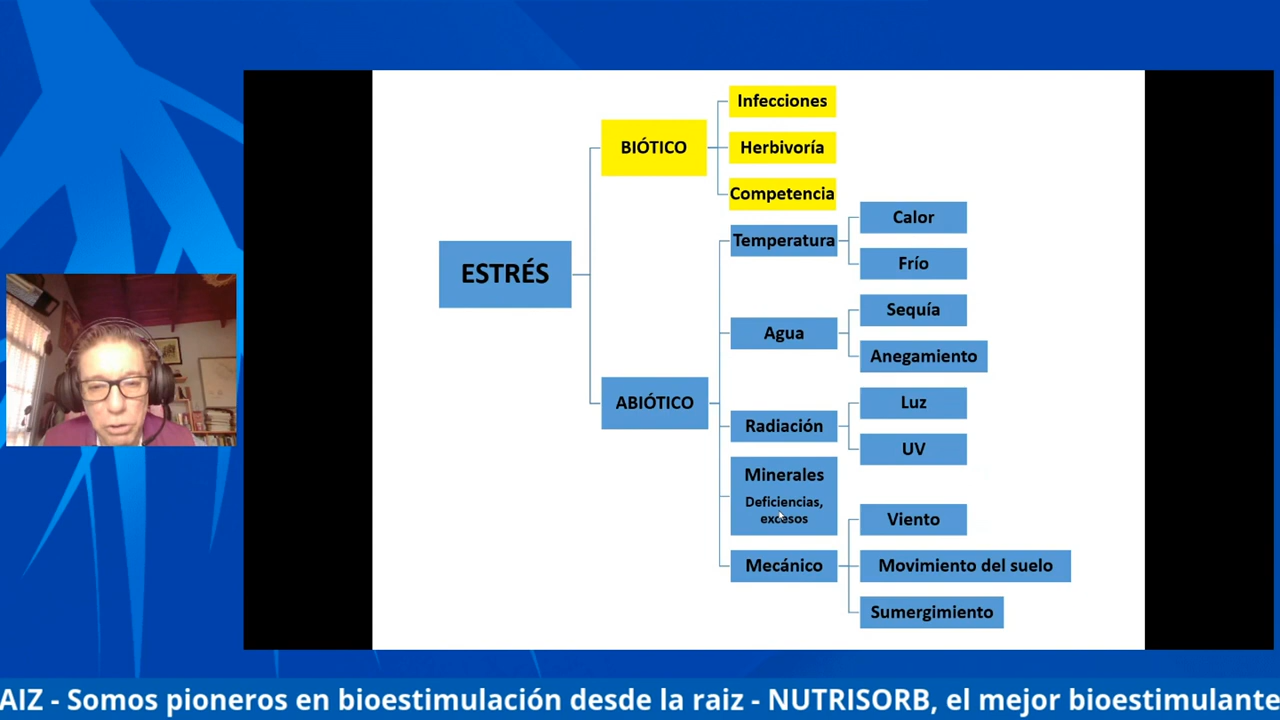 Infecciones
BIÓTICO
Herbivoría
Competencia
Calor
Temperatura
Frío
ESTRÉS
Sequía
Agua
Anegamiento
ABIÓTICO
Luz
Radiación
UV
Minerales
Deficiencias,
excesos
Viento
Mecánico
Movimiento del suelo
Sumergimiento
AIZ - Somos pioneros en bioestimulación desde la raiz - NUTRISORB, el mejor bioestimulante